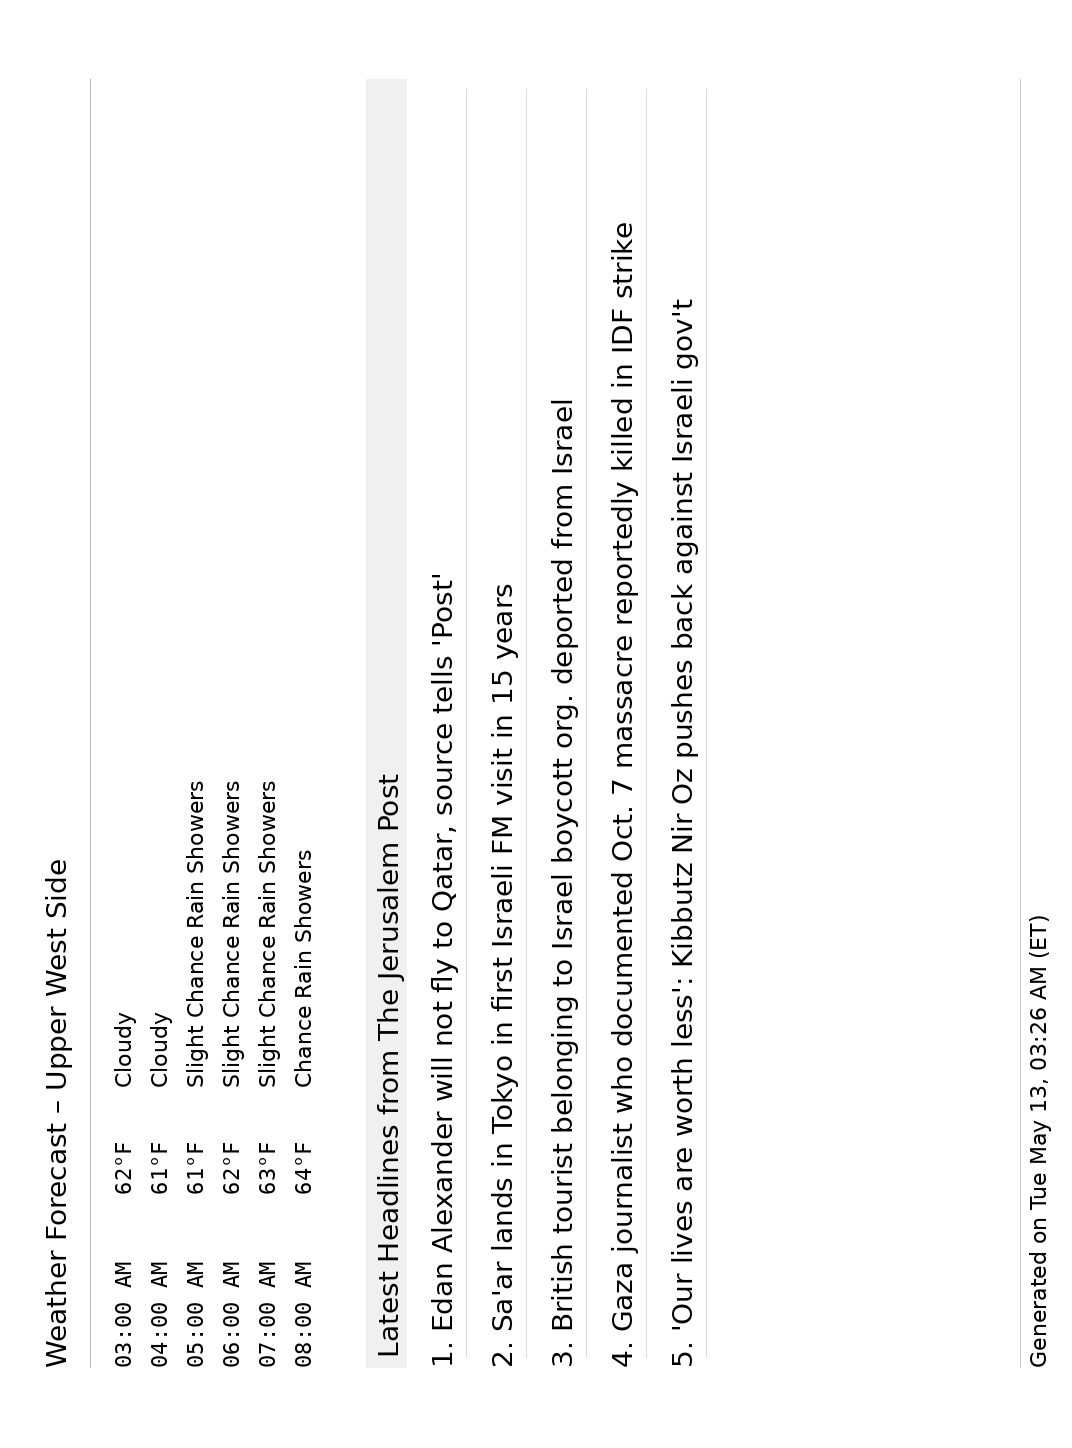 Weather Forecast – Upper West Side
03:00 AM 62°F Cloudy
04:00 AM 61°F Cloudy
05:00 AM 61°F Slight Chance Rain Showers
06:00 AM 62°F Slight Chance Rain Showers
07:00 AM 63°F Slight Chance Rain Showers
08:00 AM 64°F Chance Rain Showers
Latest Headlines from The Jerusalem Post
1. Edan Alexander will not fly to Qatar, source tells 'Post'
2. Sa'ar lands in Tokyo in first Israeli FM visit in 15 years
3. British tourist belonging to Israel boycott org. deported from Israel
4. Gaza journalist who documented Oct. 7 massacre reportedly killed in IDF strike
5. 'Our lives are worth less': Kibbutz Nir Oz pushes back against Israeli gov't
Generated on Tue May 13, 03:26 AM (ET)